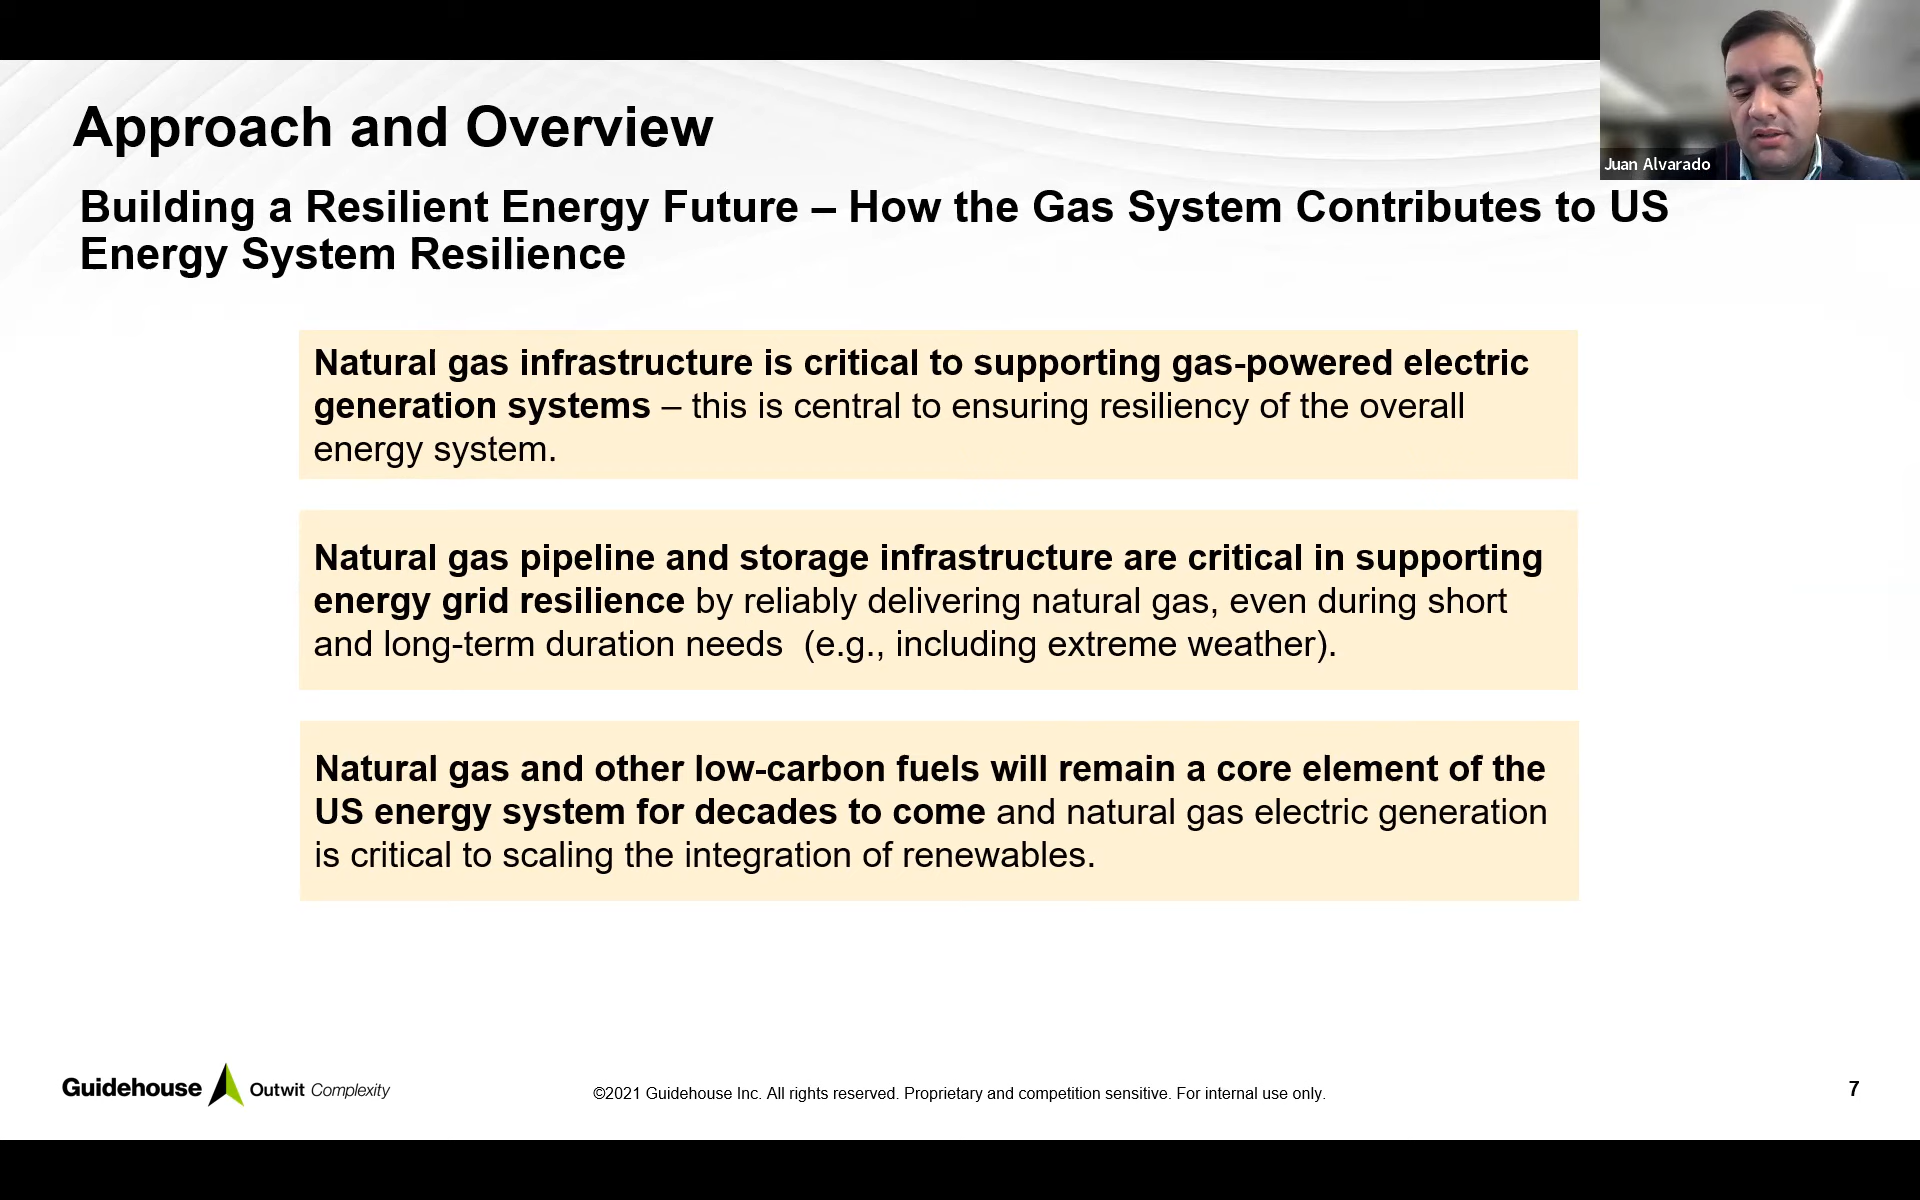 Juan Alvarado
Approach and Overview
Building a Resilient Energy Future – How the Gas System Contributes to US
Energy System Resilience
Natural gas infrastructure is critical to supporting gas-powered electric
generation systems – this is central to ensuring resiliency of the overall
energy system.
Natural gas pipeline and storage infrastructure are critical in supporting
energy grid resilience by reliably delivering natural gas, even during short
and long-term duration needs  (e.g., including extreme weather).
Natural gas and other low-carbon fuels will remain a core element of the
US energy system for decades to come and natural gas electric generation
is critical to scaling the integration of renewables.
Guidehouse Outwit Complexity
©2021 Guidehouse Inc. All rights reserved. Proprietary and competition sensitive. For internal use only.
7